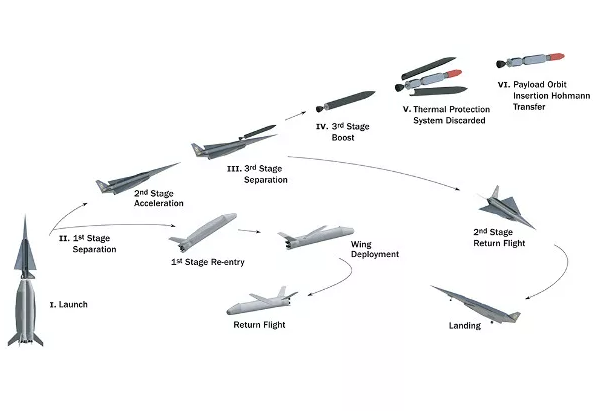 I. Launch
II. 1st Stage
Separation
2nd Stage
Acceleration
III. 3rd Stage
Separation
IV. 3rd Stage
Boost
V. Thermal Protection
System Discarded
VI. Payload Orbit
Insertion Hohmann
Transfer
1st Stage Re-entry
Wing
Deployment
Return Flight
2nd Stage
Return Flight
Landing